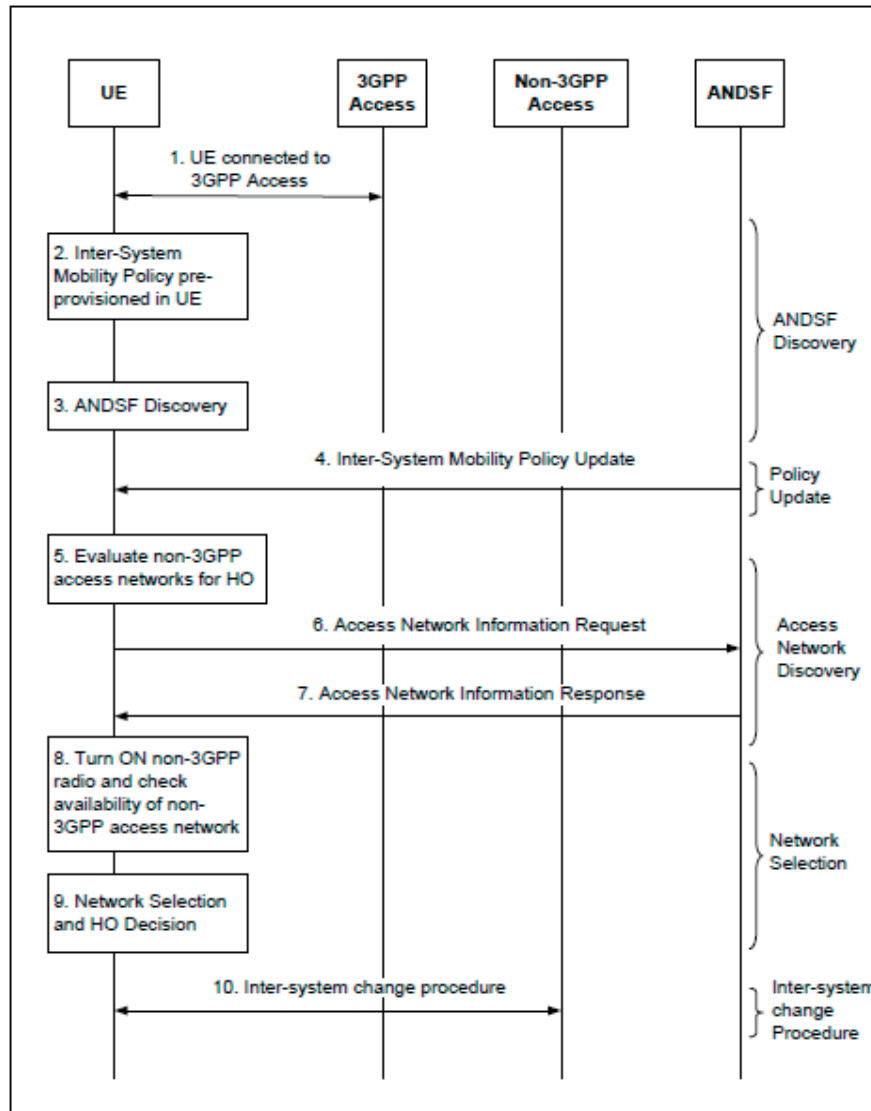 UE
3GPP
Access
Non-3GPP
Access
ANDSF
1. UE connected to
3GPP Access
2. Inter-System
Mobility Policy pre-
provisioned in UE
ANDSF
Discovery
3. ANDSF Discovery
4. Inter-System Mobility Policy Update
Policy
Update
5. Evaluate non-3GPP
access networks for HO
6. Access Network Information Request
Access
Network
Discovery
7. Access Network Information Response
8. Turn ON non-3GPP
radio and check
availability of non-
3GPP access network
Network
Selection
9. Network Selection
and HO Decision
10. Inter-system change procedure
Inter-system
change
Procedure